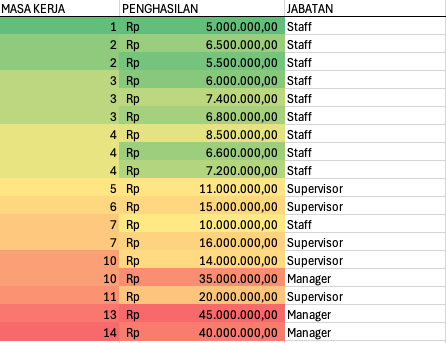 MASA KERJA PENGHASILAN JABATAN
1 Rp 5.000.000,00 Staff
2 Rp 6.500.000,00 Staff
2 Rp 5.500.000,00 Staff
3 Rp 6.000.000,00 Staff
3 Rp 7.400.000,00 Staff
3 Rp 6.800.000,00 Staff
4 Rp 8.500.000,00 Staff
4 Rp 6.600.000,00 Staff
4 Rp 7.200.000,00 Staff
5 Rp 11.000.000,00 Supervisor
6 Rp 15.000.000,00 Supervisor
7 Rp 10.000.000,00 Staff
7 Rp 16.000.000,00 Supervisor
10 Rp 14.000.000,00 Supervisor
10 Rp 35.000.000,00 Manager
11 Rp 20.000.000,00 Supervisor
13 Rp 45.000.000,00 Manager
14 Rp 40.000.000,00 Manager